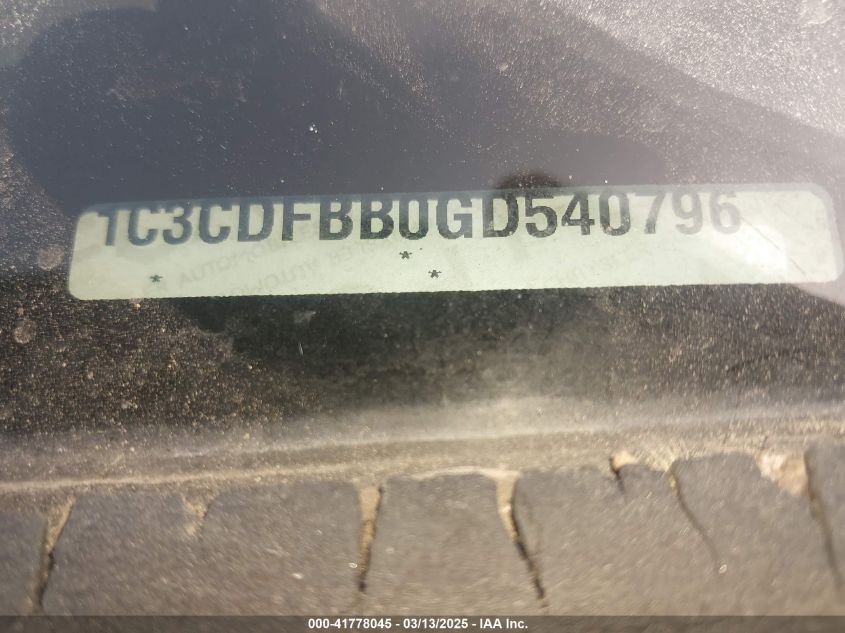 1C3CDFBB0GD540796
* * *
000-41778045 - 03/13/2025 - IAA Inc.